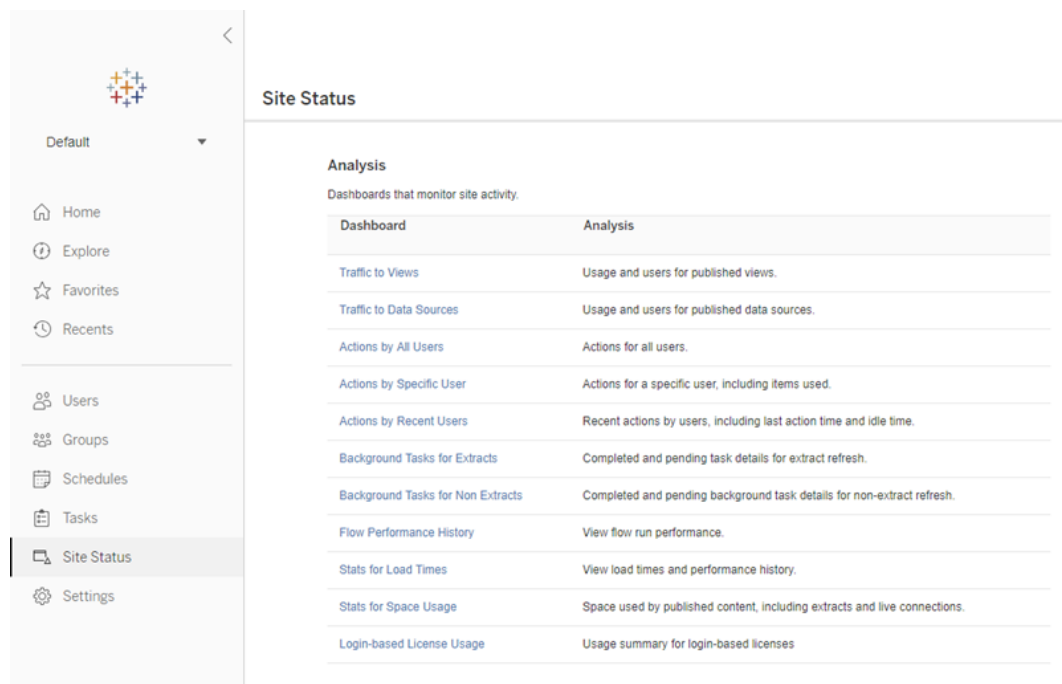 Default
Home
Explore
Favorites
Recents
Users
Groups
Schedules
Tasks
Site Status
Settings
Site Status
Analysis
Dashboards that monitor site activity.
Dashboard Analysis
Traffic to Views Usage and users for published views.
Traffic to Data Sources Usage and users for published data sources.
Actions by All Users Actions for all users.
Actions by Specific User Actions for a specific user, including items used.
Actions by Recent Users Recent actions by users, including last action time and idle time.
Background Tasks for Extracts Completed and pending task details for extract refresh.
Background Tasks for Non Extracts Completed and pending background task details for non-extract refresh.
Flow Performance History View flow run performance.
Stats for Load Times View load times and performance history.
Stats for Space Usage Space used by published content, including extracts and live connections.
Login-based License Usage Usage summary for login-based licenses